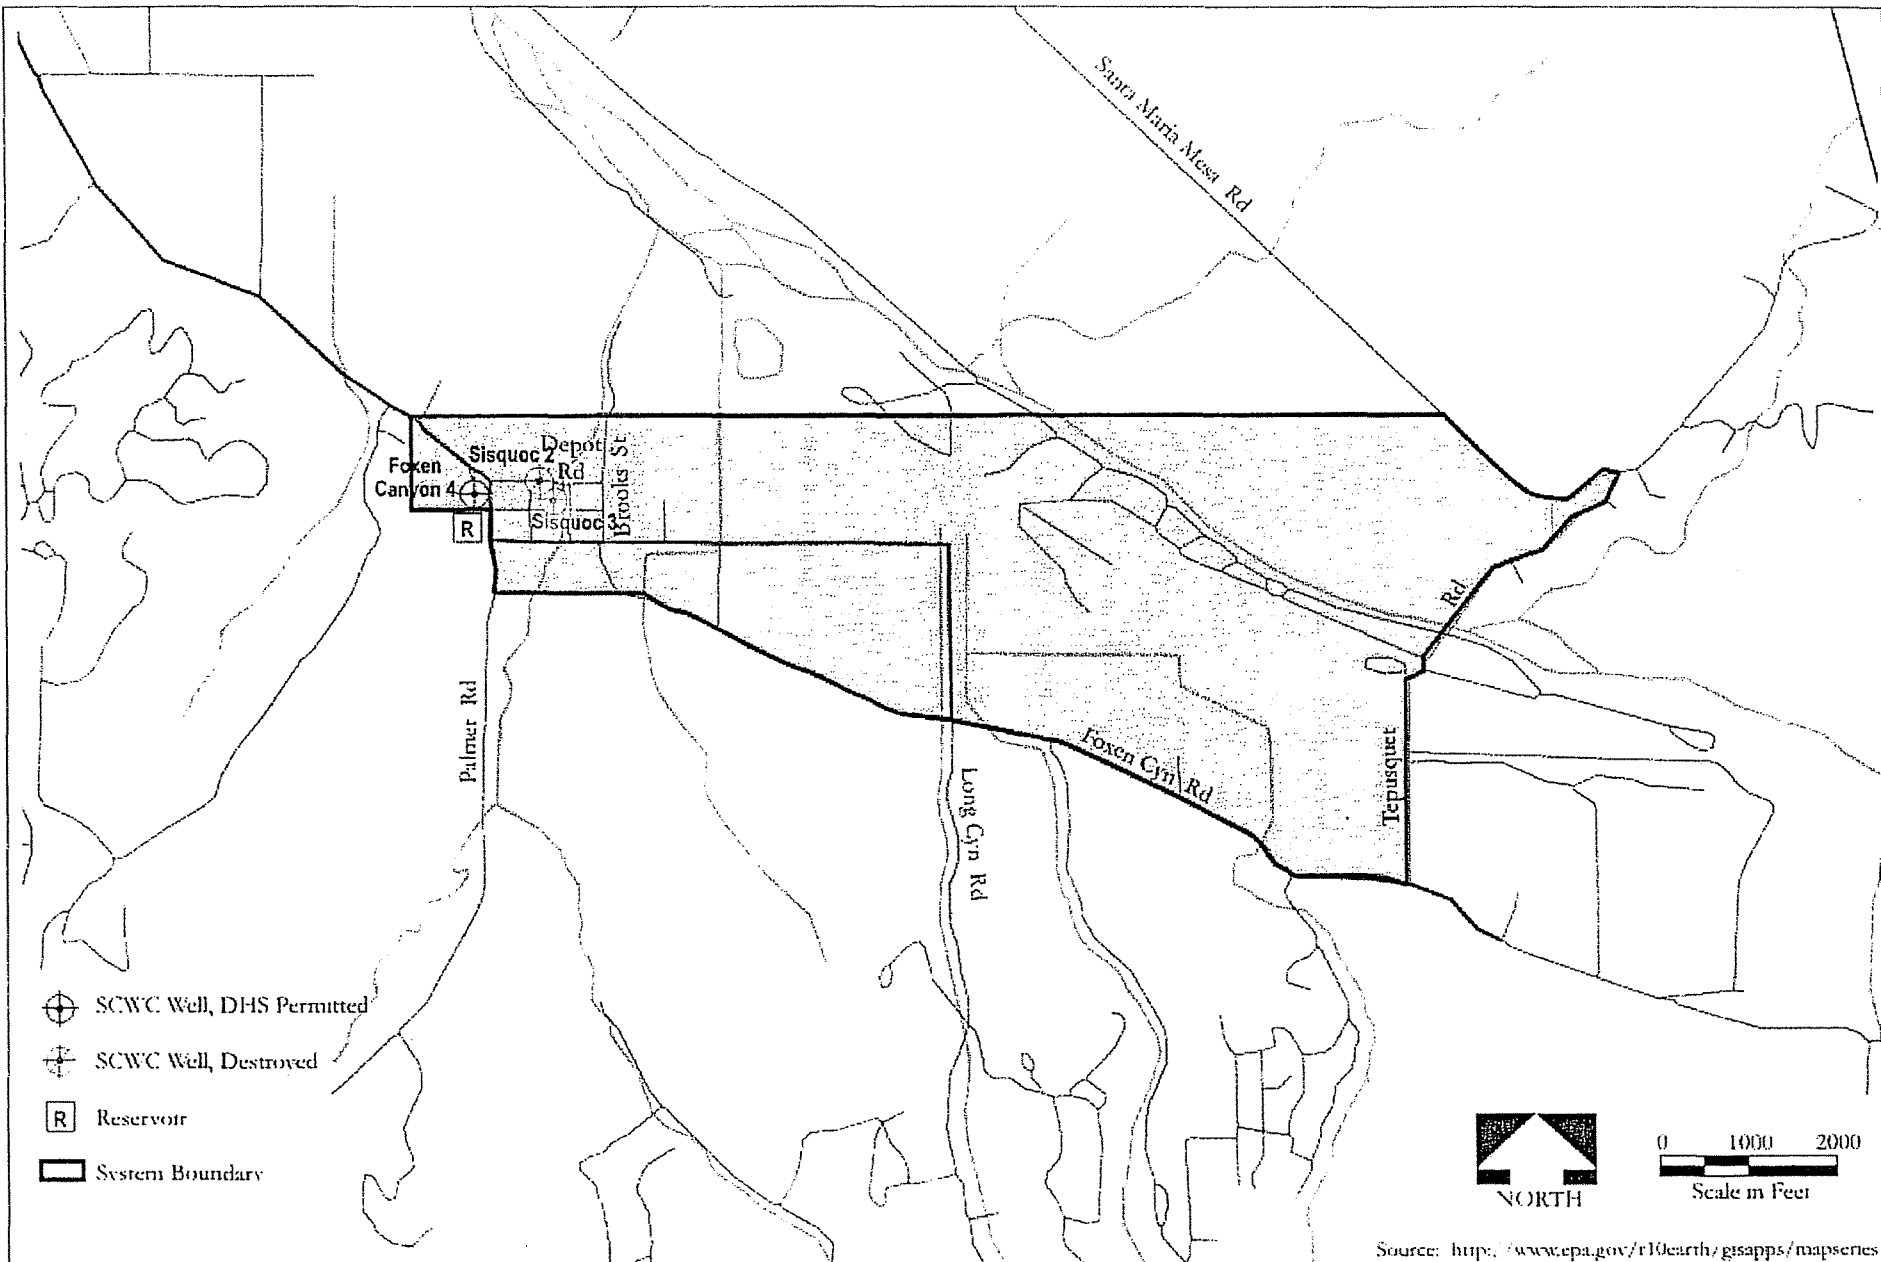 Santa Maria Mesa Rd
Sisquoc 2
Depot
Rd
Brooks St
Foxen
Canyon 4
Sisquoc 3
R
Rd
Palmer Rd
Long Cyn Rd
Foxen Cyn Rd
Tepusquet
SCWC Well, DHS Permitted
SCWC Well, Destroyed
R Reservoir
System Boundary
NORTH
0 1000 2000
Scale in Feet
Source: http://www.epa.gov/r10earth/gisapps/mapseries